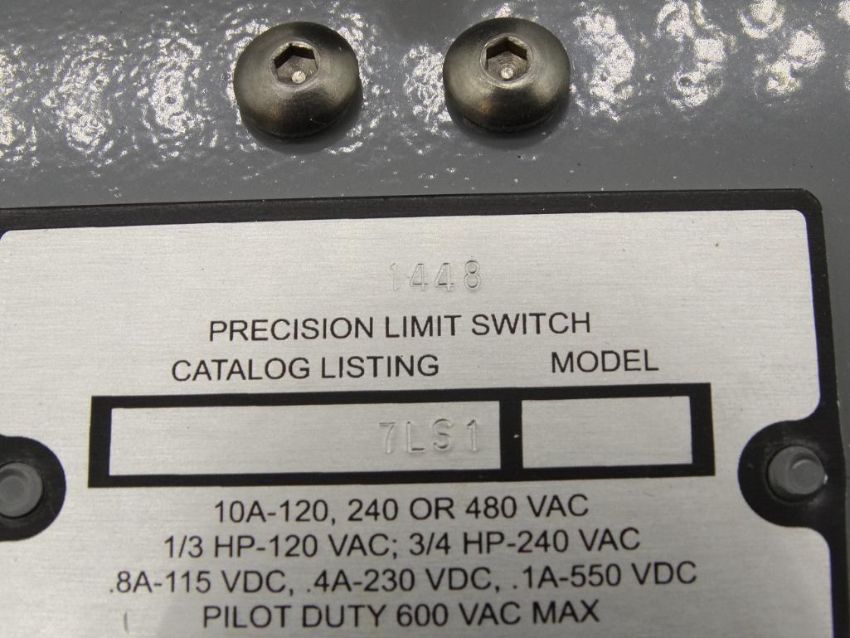 1448
PRECISION LIMIT SWITCH
CATALOG LISTING MODEL
7LS1
10A-120, 240 OR 480 VAC
1/3 HP-120 VAC; 3/4 HP-240 VAC
.8A-115 VDC, .4A-230 VDC, .1A-550 VDC
PILOT DUTY 600 VAC MAX